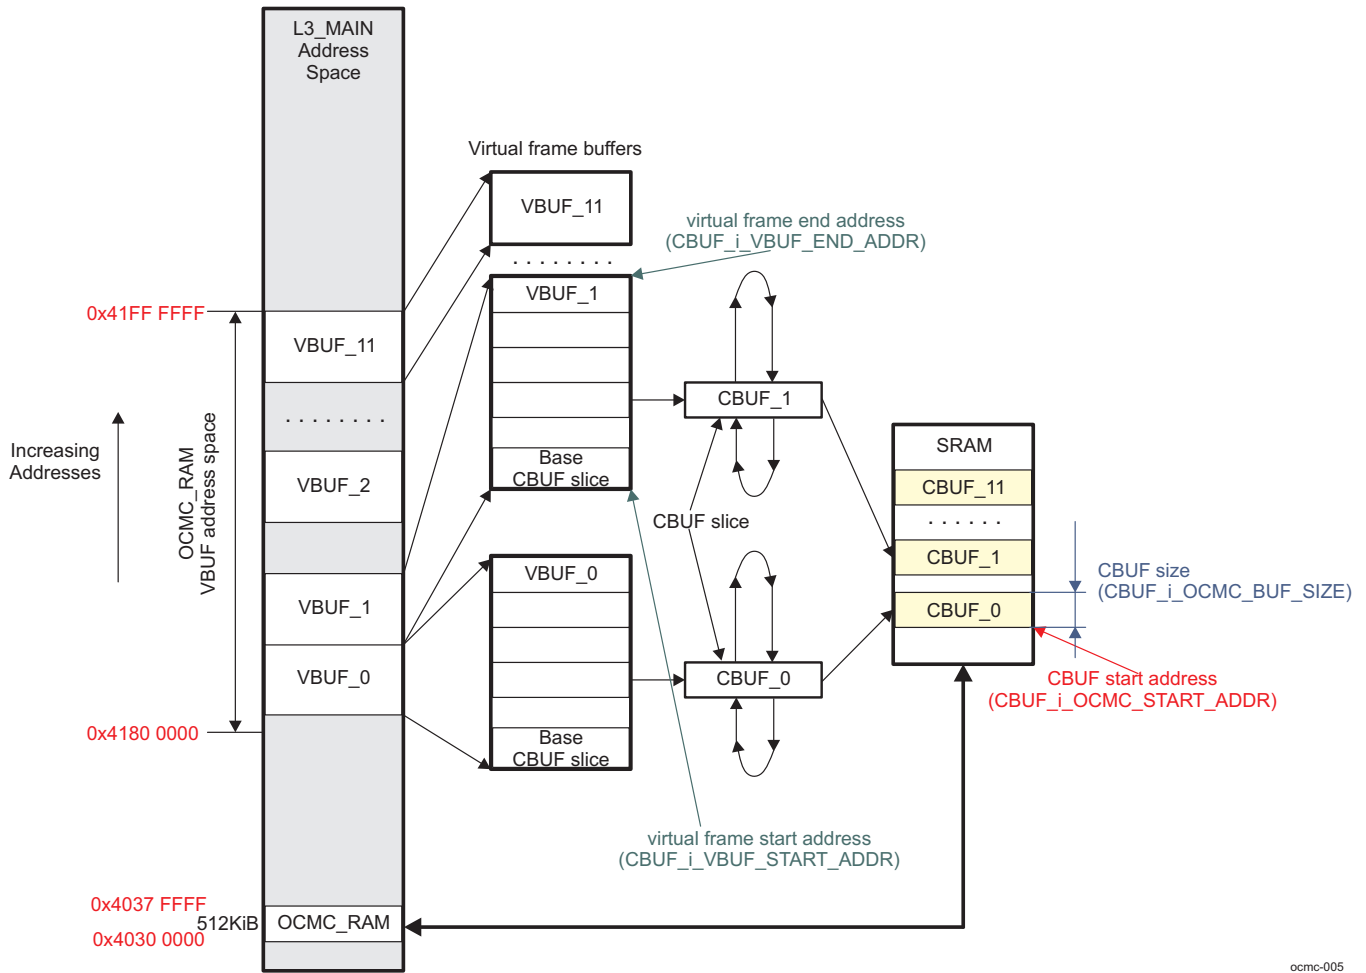 L3_MAIN
Address
Space
Virtual frame buffers
VBUF_11
virtual frame end address
(CBUF_i_VBUF_END_ADDR)
. . . . . . . .
VBUF_1
0x41FF FFFF
VBUF_11
CBUF_1
. . . . . . . .
Increasing
Addresses
OCMC_RAM
VBUF address space
VBUF_2
Base
CBUF slice
SRAM
CBUF_11
. . . . . .
CBUF slice
CBUF_1
CBUF size
(CBUF_i_OCMC_BUF_SIZE)
VBUF_0
VBUF_1
CBUF_0
VBUF_0
CBUF_0
CBUF start address
(CBUF_i_OCMC_START_ADDR)
0x4180 0000
Base
CBUF slice
virtual frame start address
(CBUF_i_VBUF_START_ADDR)
0x4037 FFFF
512KiB
OCMC_RAM
0x4030 0000
ocmc-005